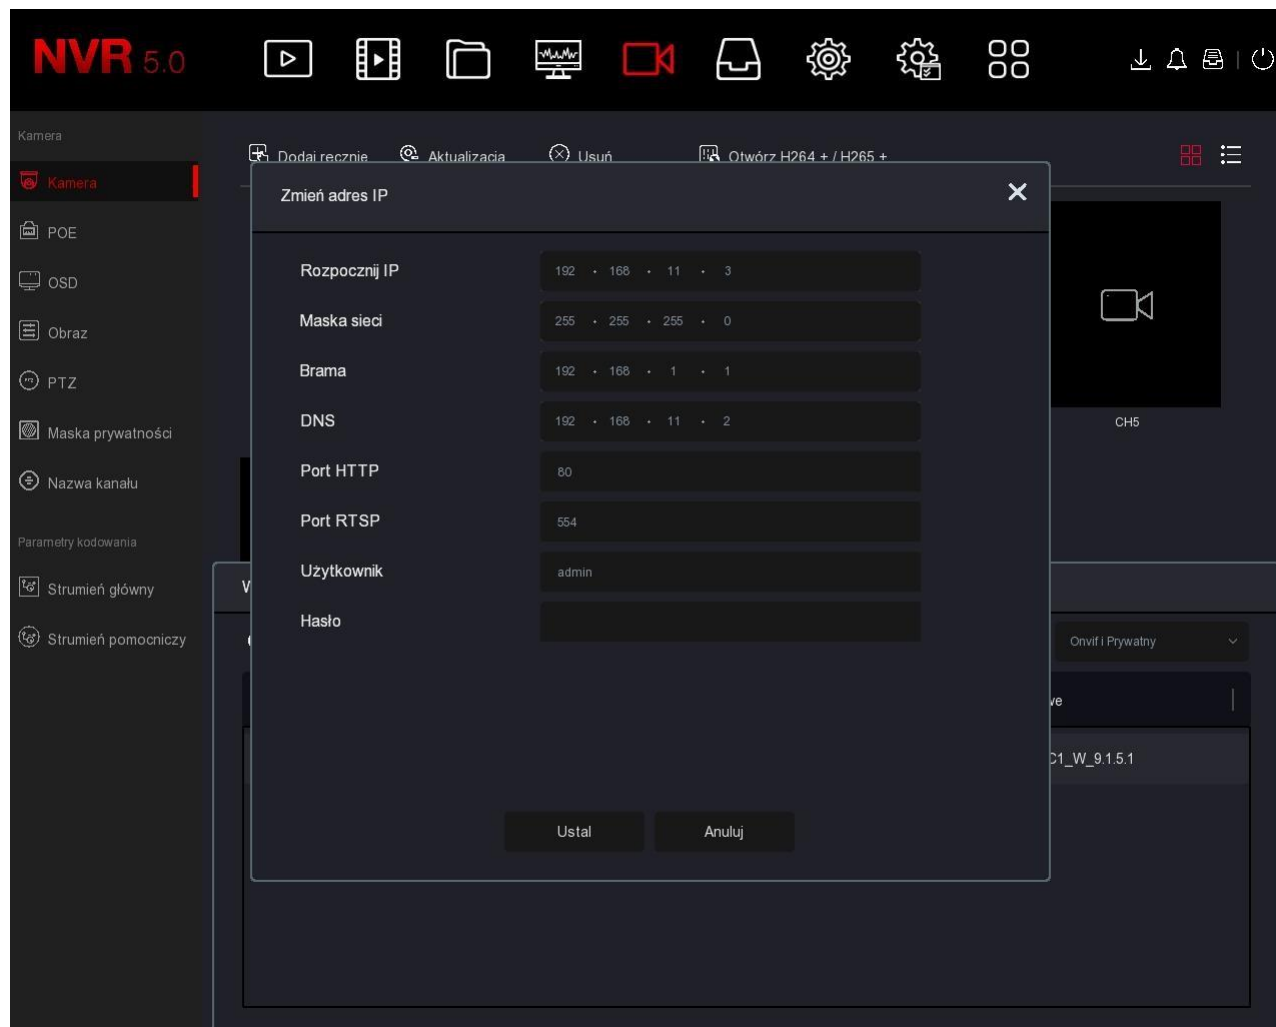 NVR 5.0
Kamera
Kamera
POE
OSD
Obraz
PTZ
Maska prywatności
Nazwa kanału
Parametry kodowania
Strumień główny
Strumień pomocniczy
Dodaj ręcznie Aktualizacja Usuń Otwórz H264 + / H265 +
Zmień adres IP
Rozpocznij IP 192 . 168 . 11 . 3
Maska sieci 255 . 255 . 255 . 0
Brama 192 . 168 . 1 . 1
DNS 192 . 168 . 11 . 2
Port HTTP 80
Port RTSP 554
Użytkownik admin
Hasło
Ustal Anuluj
CH5
Onvif i Prywatny
we
C1_W_9.1.5.1